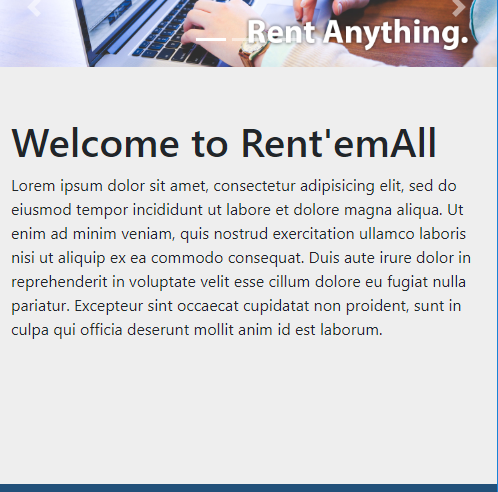 Rent Anything.
Welcome to Rent'emAll
Lorem ipsum dolor sit amet, consectetur adipisicing elit, sed do
eiusmod tempor incididunt ut labore et dolore magna aliqua. Ut
enim ad minim veniam, quis nostrud exercitation ullamco laboris
nisi ut aliquip ex ea commodo consequat. Duis aute irure dolor in
reprehenderit in voluptate velit esse cillum dolore eu fugiat nulla
pariatur. Excepteur sint occaecat cupidatat non proident, sunt in
culpa qui officia deserunt mollit anim id est laborum.